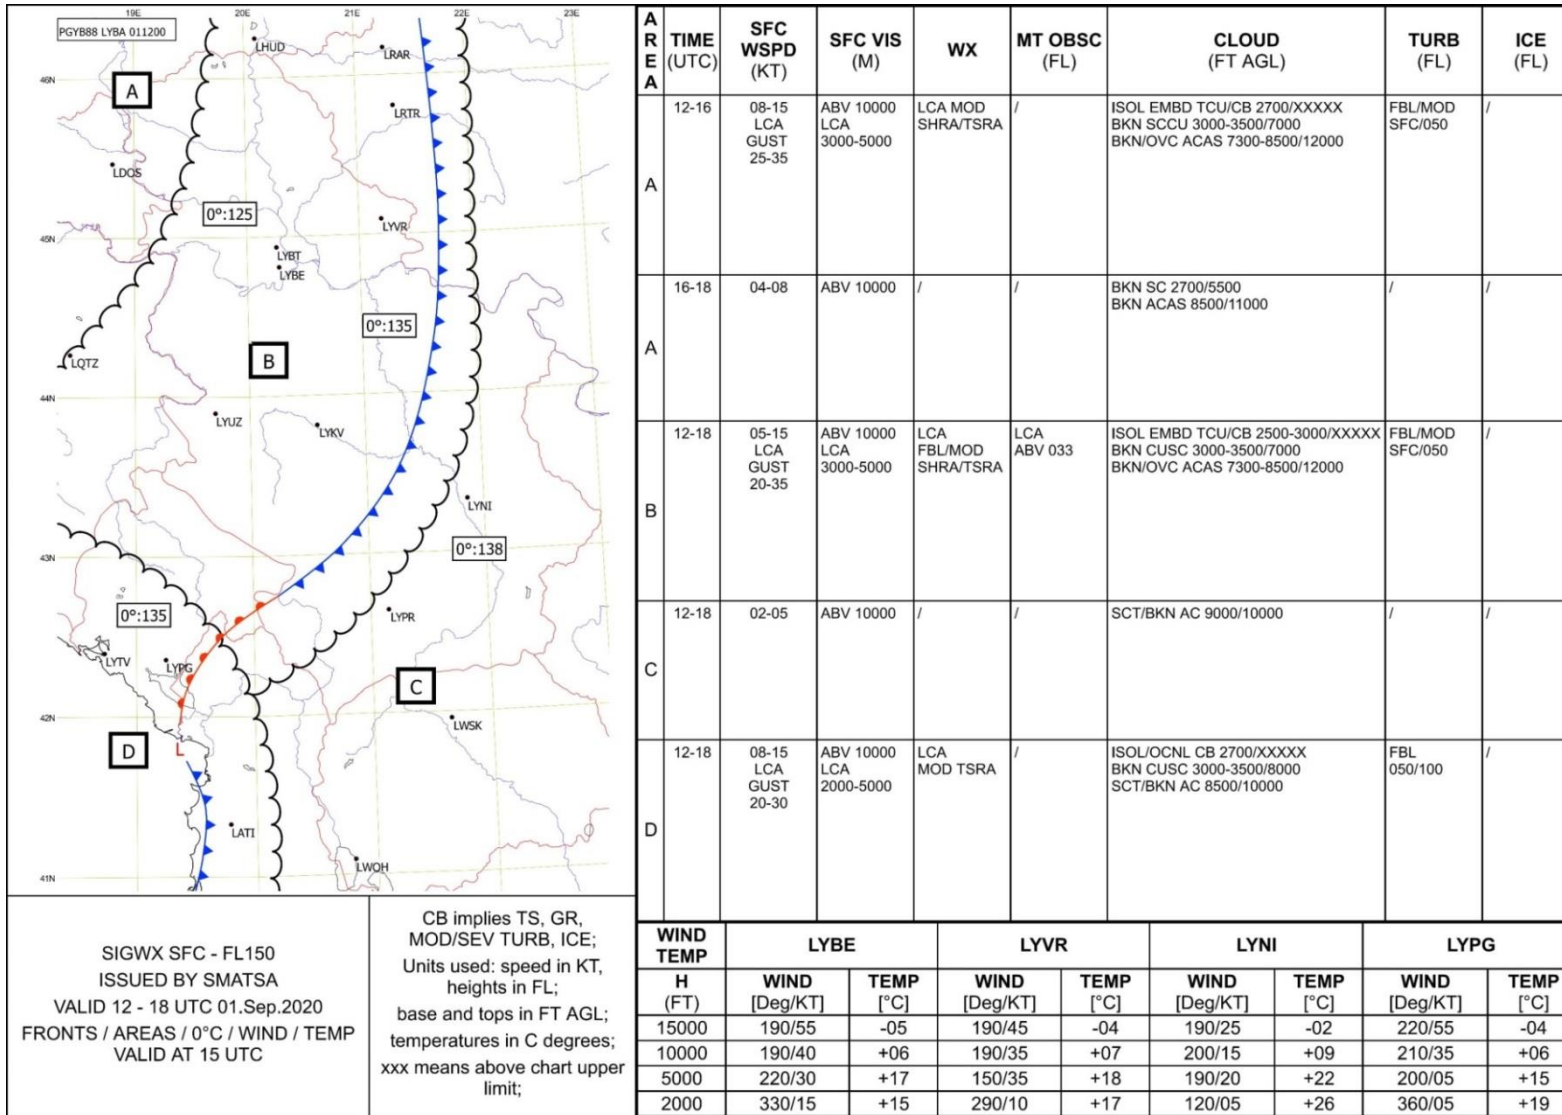 19E 20E 21E 22E 23E
PGYB88 LYBA 011200
LHUD
LRAR
46N
A
LRTR
LDOS
0°:125
LYVR
45N
LYBT
LYBE
0°:135
B
LQTZ
44N
LYUZ
LYKV
LYNI
0°:138
43N
0°:135
LYPR
LYTV
LYPG
C
42N
LWSK
D
L
LATI
LWOH
41N
SIGWX SFC - FL150
ISSUED BY SMATSA
VALID 12 - 18 UTC 01.Sep.2020
FRONTS / AREAS / 0°C / WIND / TEMP
VALID AT 15 UTC
CB implies TS, GR,
MOD/SEV TURB, ICE;
Units used: speed in KT,
heights in FL;
base and tops in FT AGL;
temperatures in C degrees;
xxx means above chart upper
limit;
AREA TIME (UTC) SFC WSPD (KT) SFC VIS (M) WX MT OBSC (FL) CLOUD (FT AGL) TURB (FL) ICE (FL)
A 12-16 08-15 LCA GUST 25-35 ABV 10000 LCA 3000-5000 LCA MOD SHRA/TSRA / ISOL EMBD TCU/CB 2700/XXXXX FBL/MOD SFC/050 /
BKN SCCU 3000-3500/7000
BKN/OVC ACAS 7300-8500/12000
A 16-18 04-08 ABV 10000 / / BKN SC 2700/5500 / /
BKN ACAS 8500/11000
B 12-18 05-15 LCA GUST 20-35 ABV 10000 LCA 3000-5000 LCA FBL/MOD SHRA/TSRA LCA ABV 033 ISOL EMBD TCU/CB 2500-3000/XXXXX FBL/MOD SFC/050 /
BKN CUSC 3000-3500/7000
BKN/OVC ACAS 7300-8500/12000
C 12-18 02-05 ABV 10000 / / SCT/BKN AC 9000/10000 / /
D 12-18 08-15 LCA GUST 20-30 ABV 10000 LCA 2000-5000 LCA MOD TSRA / ISOL/OCNL CB 2700/XXXXX FBL 050/100 /
BKN CUSC 3000-3500/8000
SCT/BKN AC 8500/10000
WIND TEMP LYBE LYVR LYNI LYPG
H (FT) WIND [Deg/KT] TEMP [°C] WIND [Deg/KT] TEMP [°C] WIND [Deg/KT] TEMP [°C] WIND [Deg/KT] TEMP [°C]
15000 190/55 -05 190/45 -04 190/25 -02 220/55 -04
10000 190/40 +06 190/35 +07 200/15 +09 210/35 +06
5000 220/30 +17 150/35 +18 190/20 +22 200/05 +15
2000 330/15 +15 290/10 +17 120/05 +26 360/05 +19